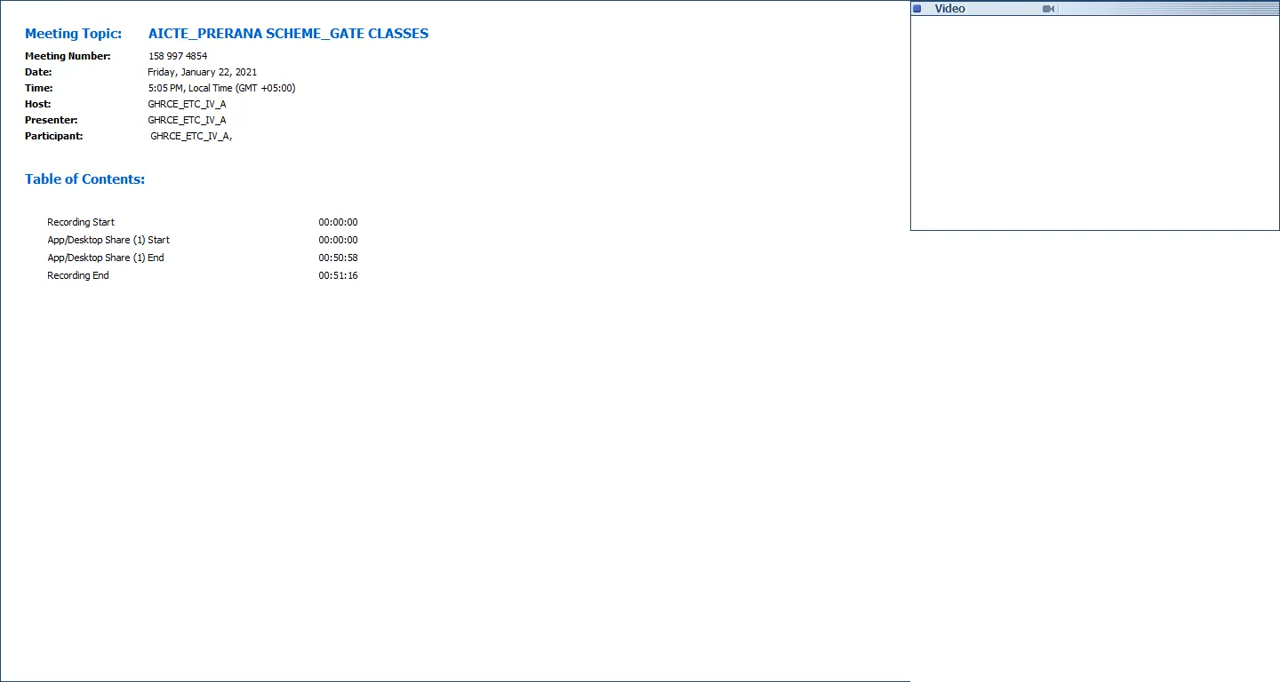 Meeting Topic: AICTE_PRERANA SCHEME_GATE CLASSES
Meeting Number: 158 997 4854
Date: Friday, January 22, 2021
Time: 5:05 PM, Local Time (GMT +05:00)
Host: GHRCE_ETC_IV_A
Presenter: GHRCE_ETC_IV_A
Participant: GHRCE_ETC_IV_A,
Table of Contents:
Recording Start 00:00:00
App/Desktop Share (1) Start 00:00:00
App/Desktop Share (1) End 00:50:58
Recording End 00:51:16
Video